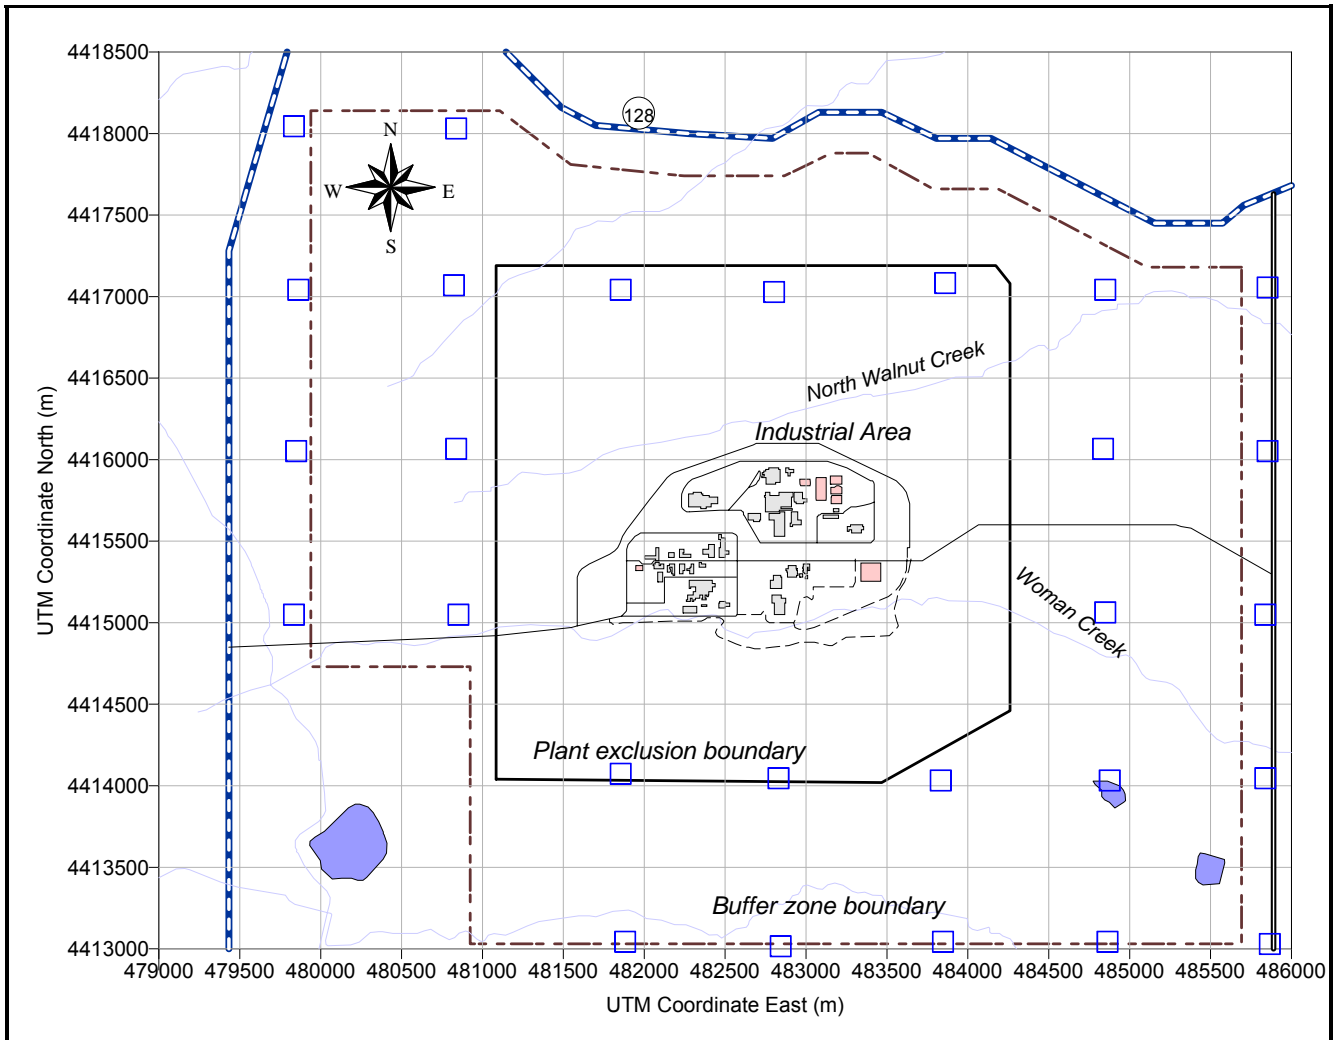 4418500
128
4418000
N
W
E
S
4417500
4417000
4416500
North Walnut Creek
Industrial Area
4416000
4415500
Woman Creek
4415000
4414500
Plant exclusion boundary
4414000
4413500
Buffer zone boundary
4413000
UTM Coordinate North (m)
479000 479500 480000 480500 481000 481500 482000 482500 483000 483500 484000 484500 485000 485500 486000
UTM Coordinate East (m)